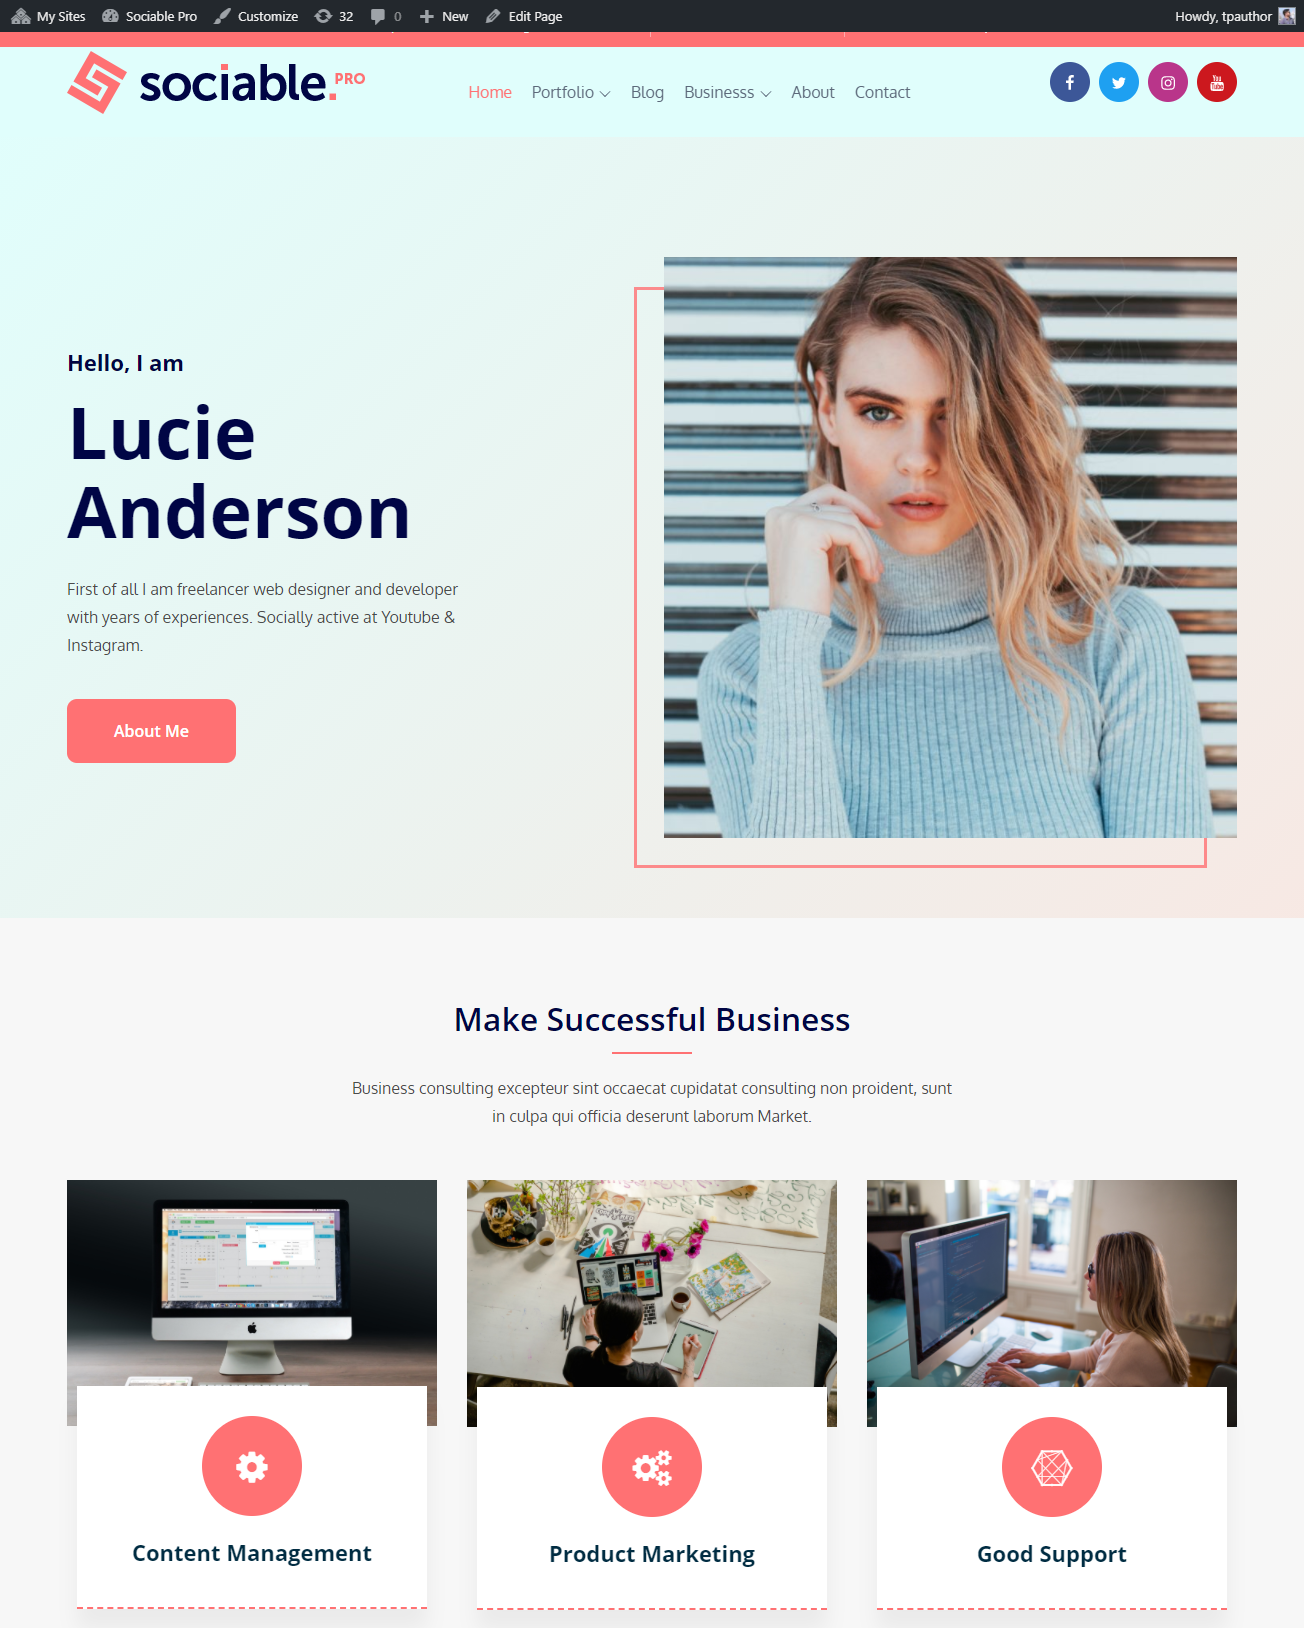 My Sites Sociable Pro Customize 32 0 New Edit Page Howdy, tpauthor
sociable.PRO
Home Portfolio Blog Businesss About Contact
You
Tube
Hello, I am
Lucie
Anderson
First of all I am freelancer web designer and developer
with years of experiences. Socially active at Youtube &
Instagram.
About Me
Make Successful Business
Business consulting excepteur sint occaecat cupidatat consulting non proident, sunt
in culpa qui officia deserunt laborum Market.
Content Management
Product Marketing
Good Support